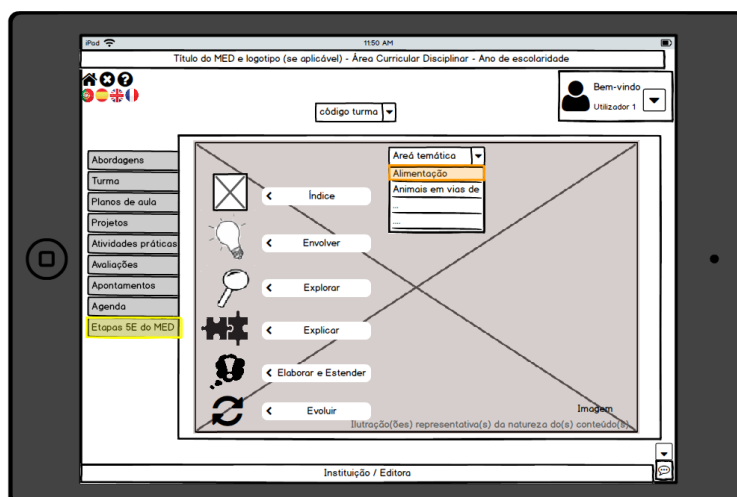 iPad
11:50 AM
Título do MED e logotipo (se aplicável) - Área Curricular Disciplinar - Ano de escolaridade
Bem-vindo
Utilizador 1
código turma
Abordagens
Turma
Planos de aula
Projetos
Atividades práticas
Avaliações
Apontamentos
Agenda
Etapas 5E do MED
Areá temática
Alimentação
Animais em vias de
...
....
Índice
Envolver
Explorar
Explicar
Elaborar e Estender
Evoluir
Imagem
Ilutração(ões) representativa(s) da natureza do(s) conteúdo(s)
Instituição / Editora